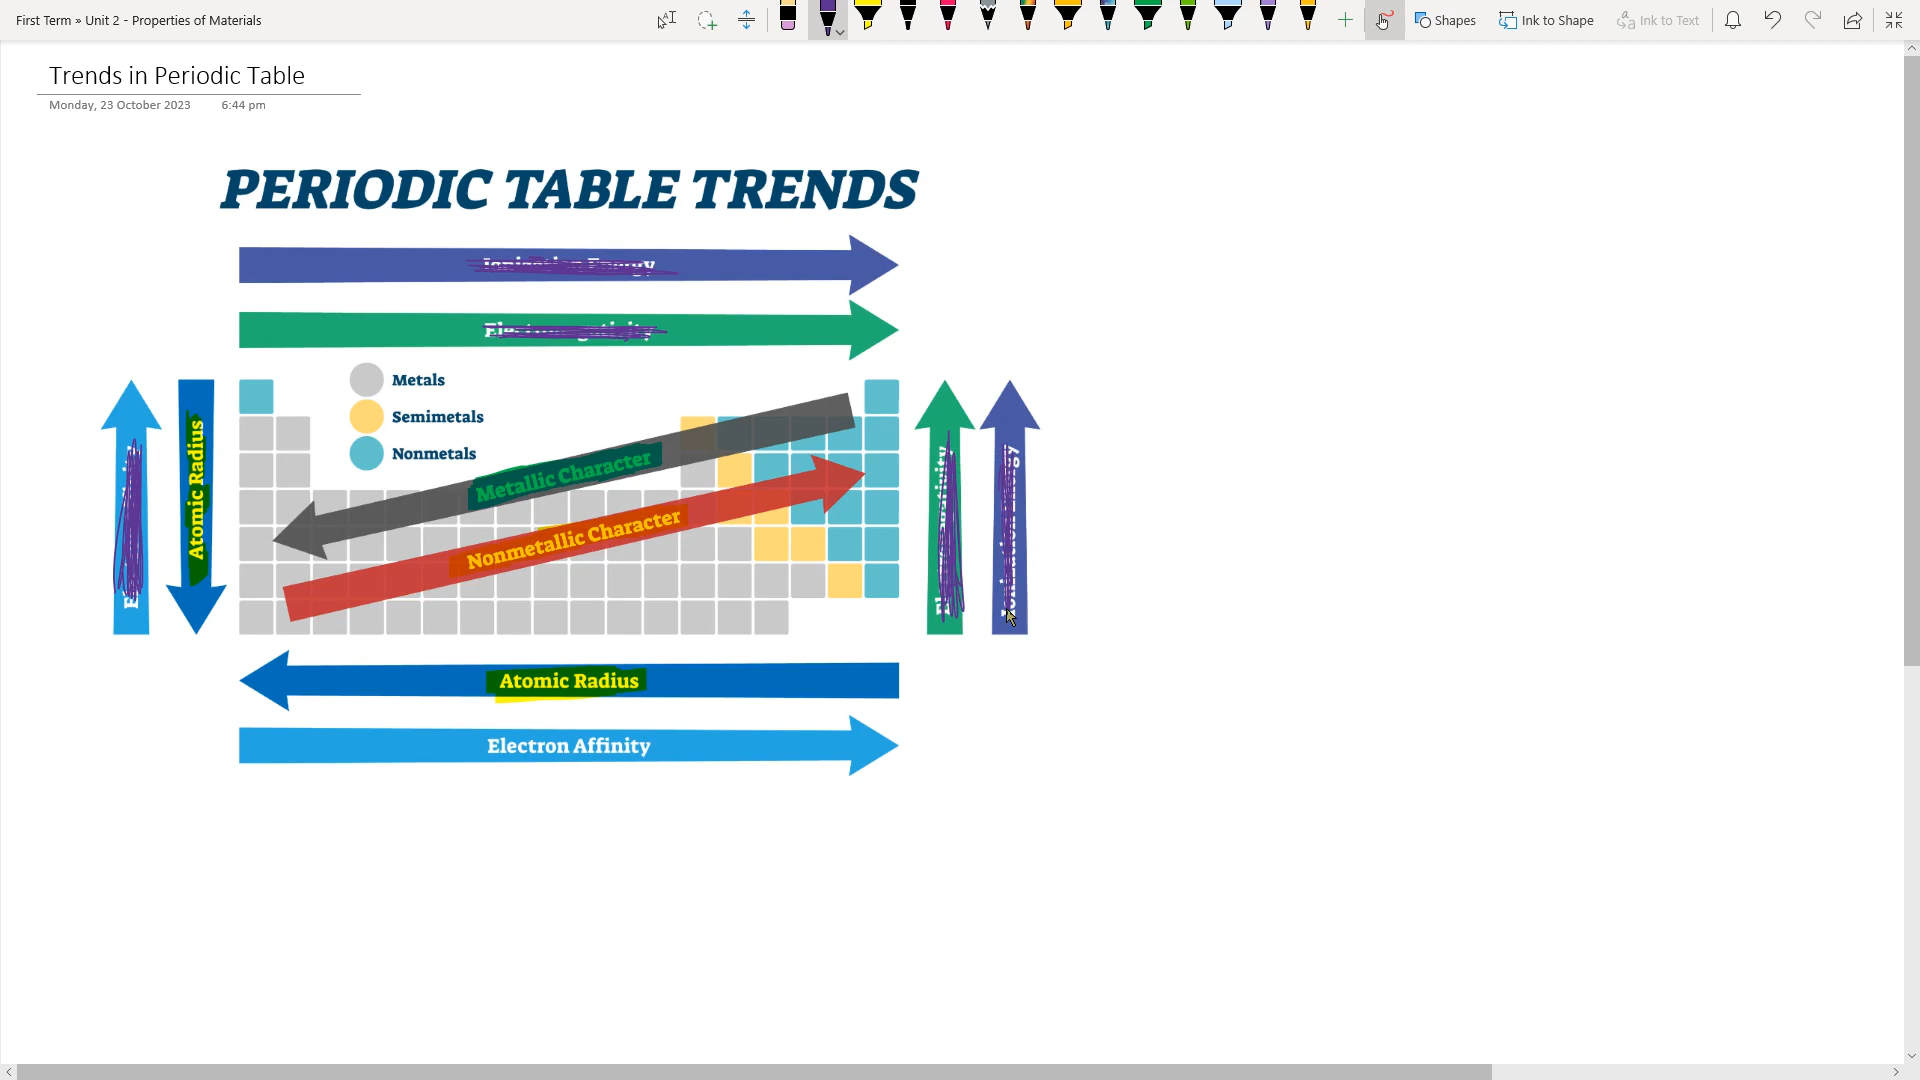 First Term » Unit 2 - Properties of Materials
Shapes
Ink to Shape
Ink to Text
Trends in Periodic Table
Monday, 23 October 2023 6:44 pm
PERIODIC TABLE TRENDS
Metals
Semimetals
Nonmetals
Atomic Radius
Metallic Character
Nonmetallic Character
Atomic Radius
Electron Affinity